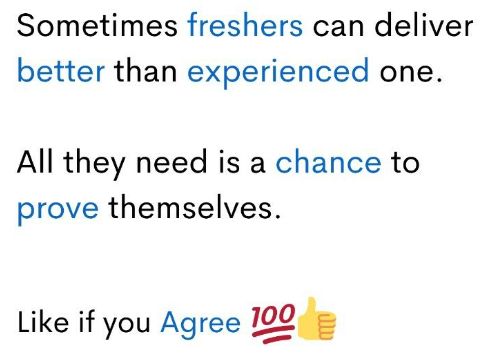 Sometimes freshers can deliver
better than experienced one.
All they need is a chance to
prove themselves.
Like if you Agree 💯👍